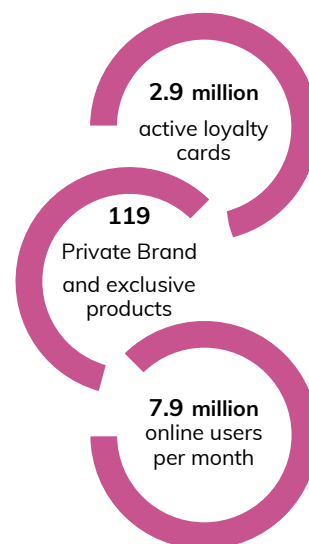 2.9 million
active loyalty
cards
119
Private Brand
and exclusive
products
7.9 million
online users
per month